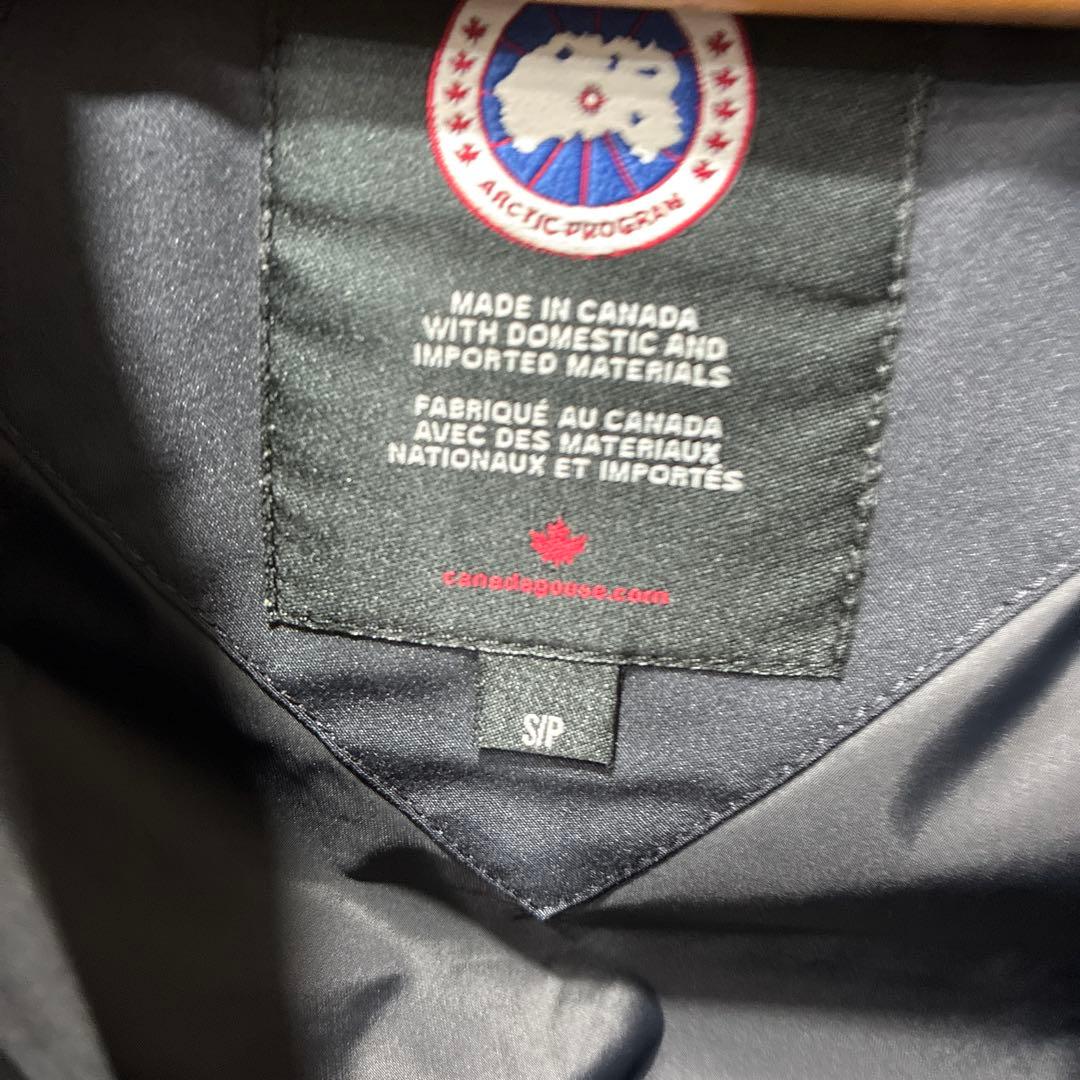 ARCTIC PROGRAM
MADE IN CANADA
WITH DOMESTIC AND
IMPORTED MATERIALS
FABRIQUÉ AU CANADA
AVEC DES MATERIAUX
NATIONAUX ET IMPORTÉS
canadagoose.com
S/P